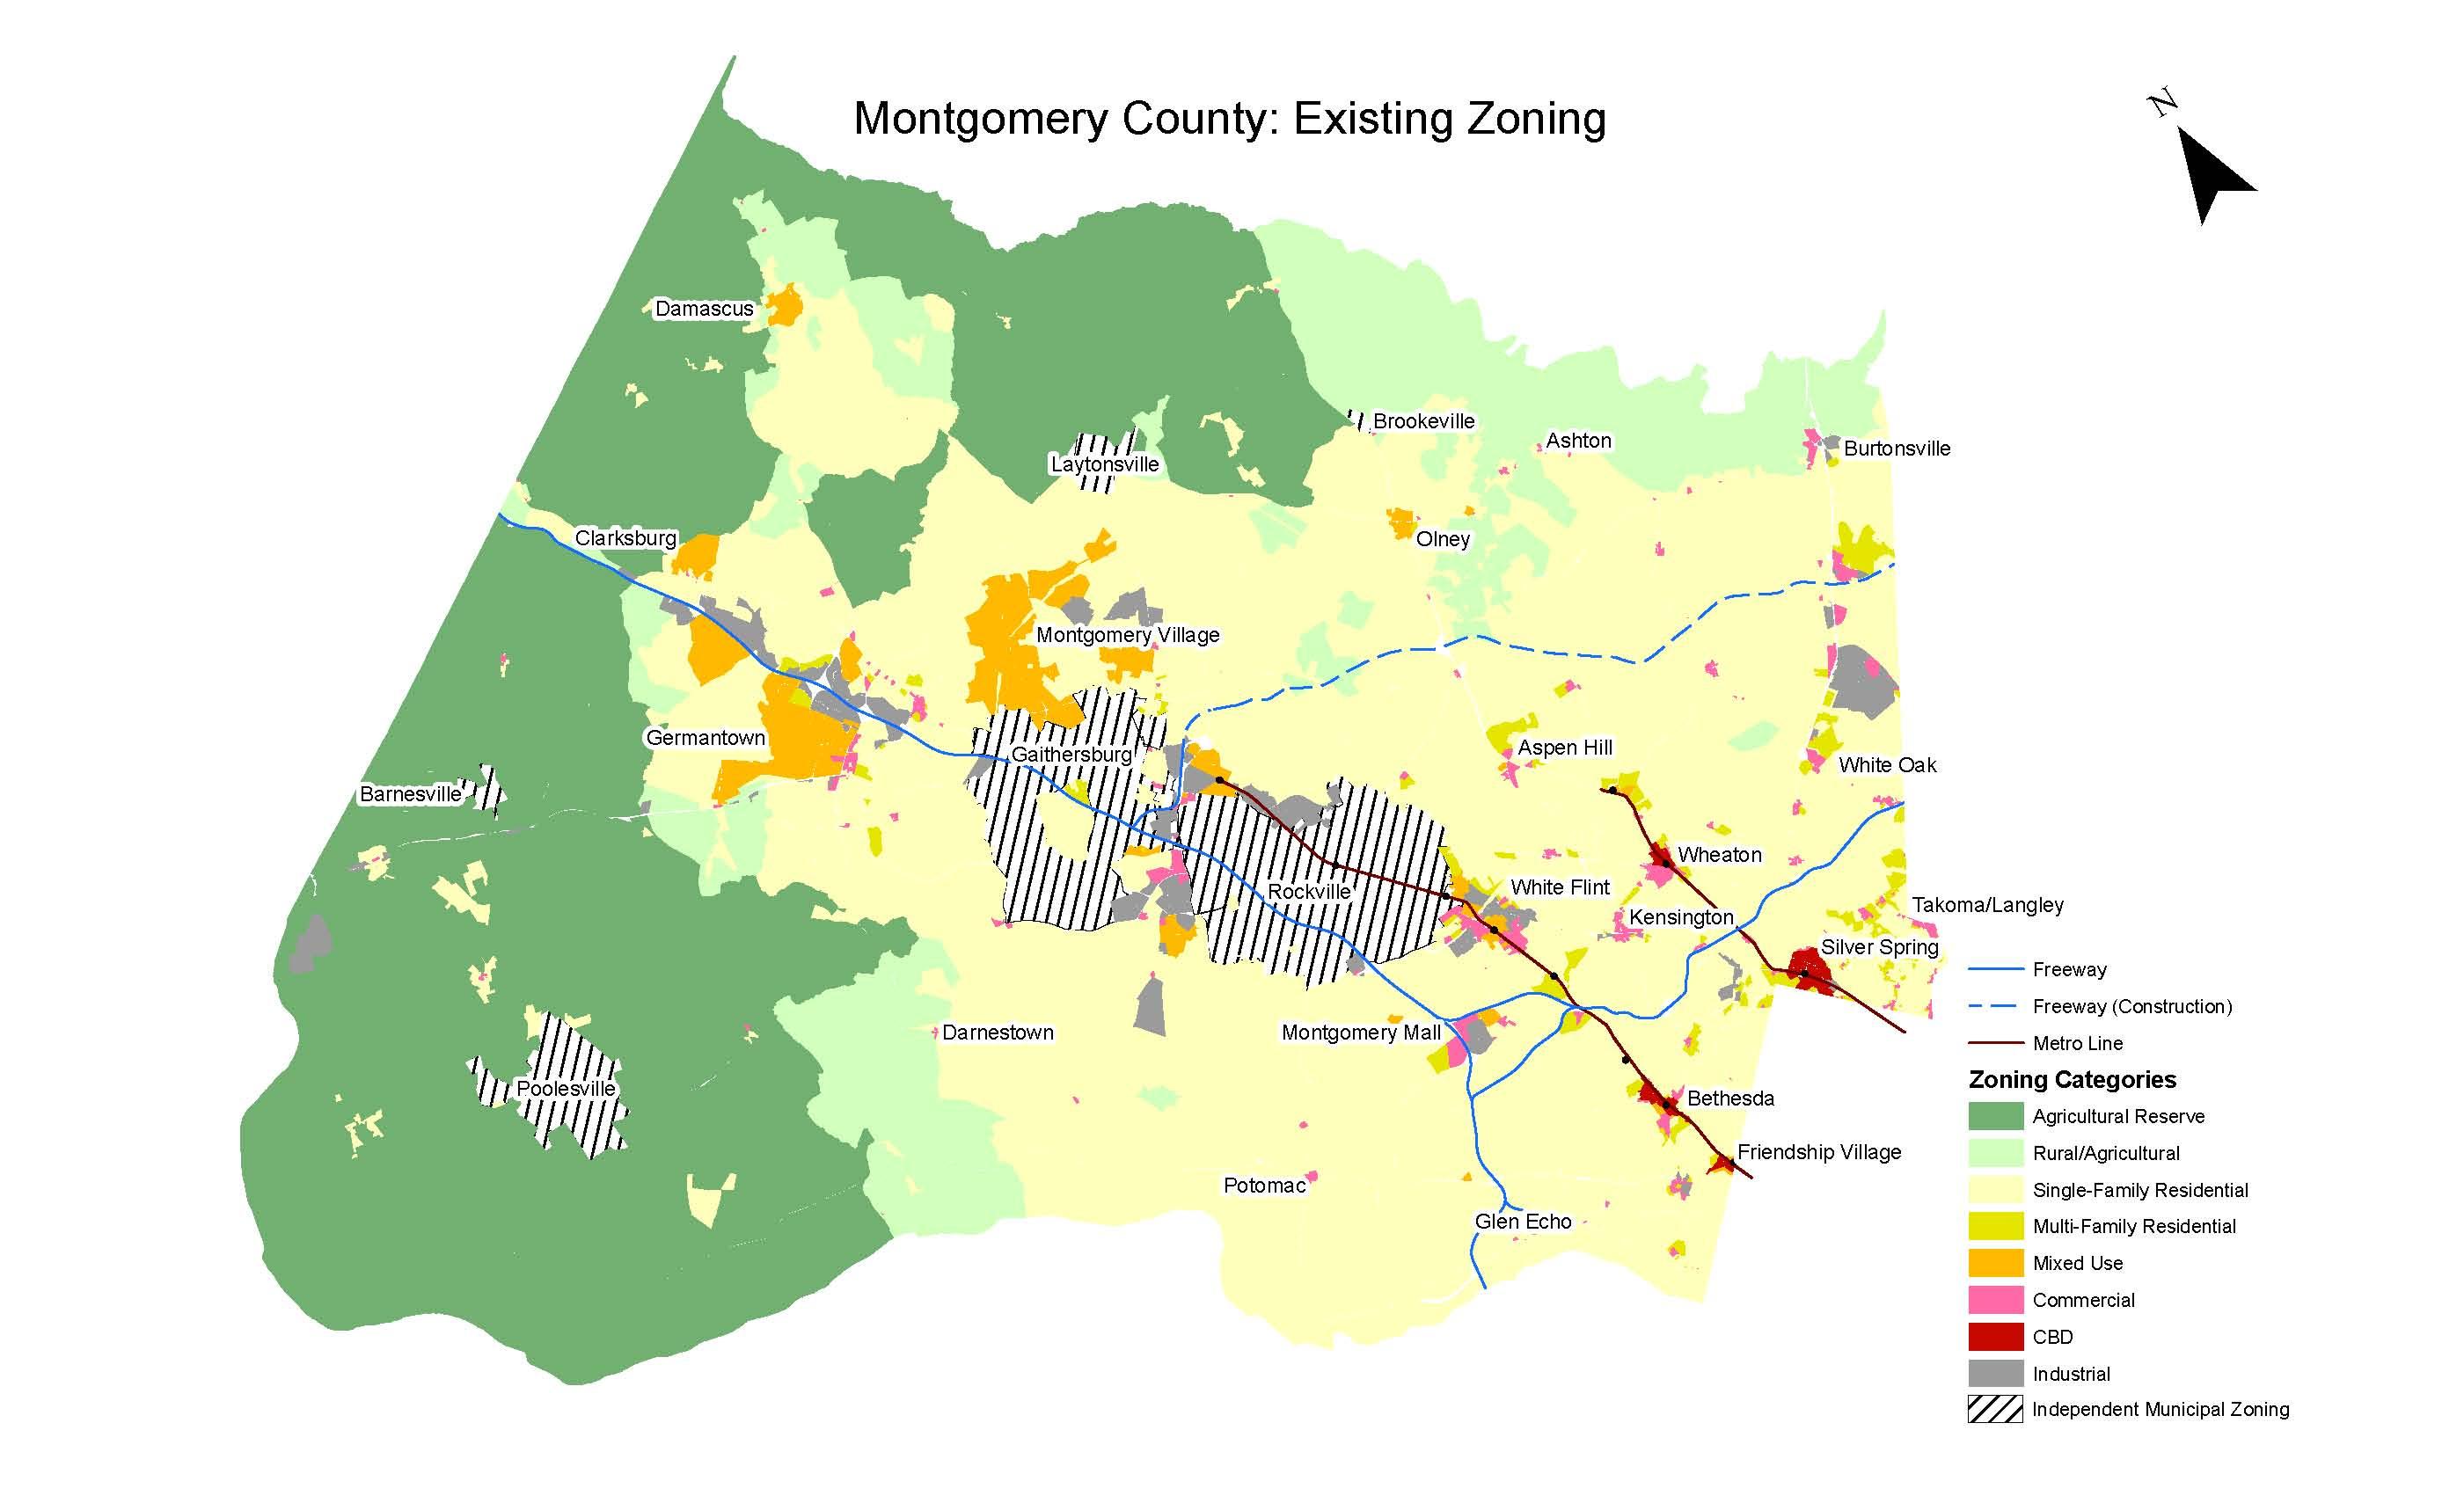 Montgomery County: Existing Zoning
N
Damascus
Brookeville
Ashton
Burtonsville
Laytonsville
Clarksburg
Olney
Montgomery Village
Germantown
Gaithersburg
Aspen Hill
White Oak
Barnesville
Wheaton
Rockville
White Flint
Kensington
Takoma/Langley
Silver Spring
Darnestown
Montgomery Mall
Poolesville
Bethesda
Friendship Village
Potomac
Glen Echo
Freeway
Freeway (Construction)
Metro Line
Zoning Categories
Agricultural Reserve
Rural/Agricultural
Single-Family Residential
Multi-Family Residential
Mixed Use
Commercial
CBD
Industrial
Independent Municipal Zoning